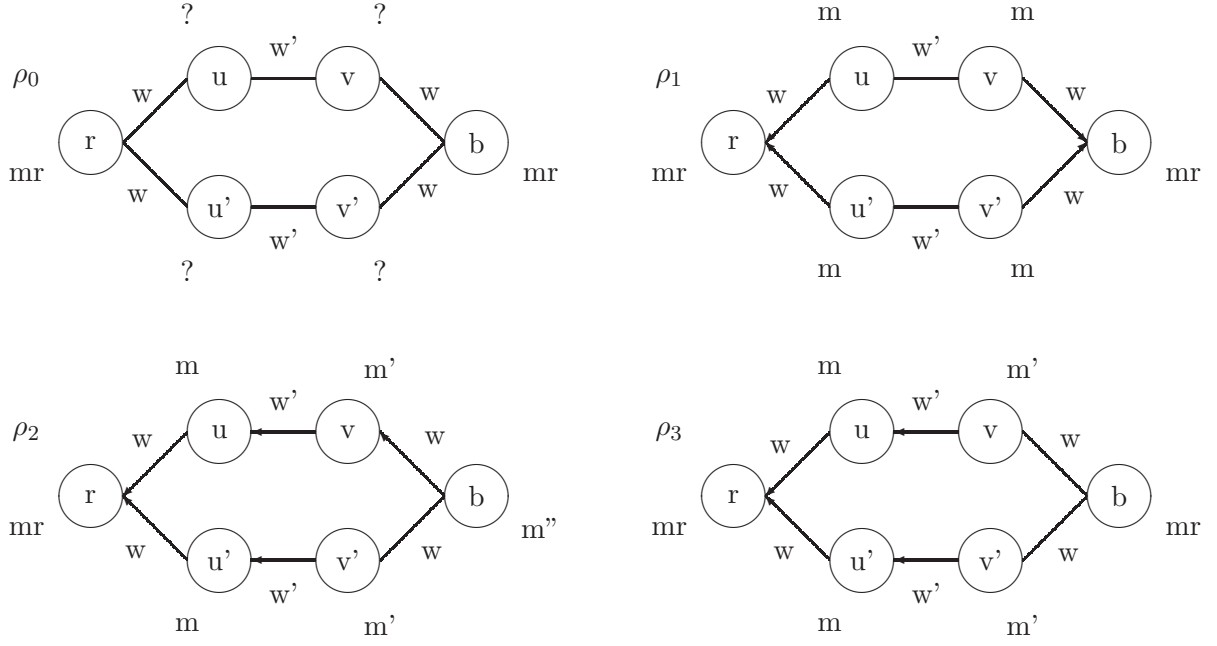 ? ? m m
w' w'
ρ0 u v ρ1 u v
w w w w
r b r b
mr w w mr mr w w mr
u' v' u' v'
w' w'
? ? m m
m m' m m'
w' w'
ρ2 u v ρ3 u v
w w w w
r b r b
mr m" mr mr
w w w w
u' v' u' v'
w' w'
m m' m m'